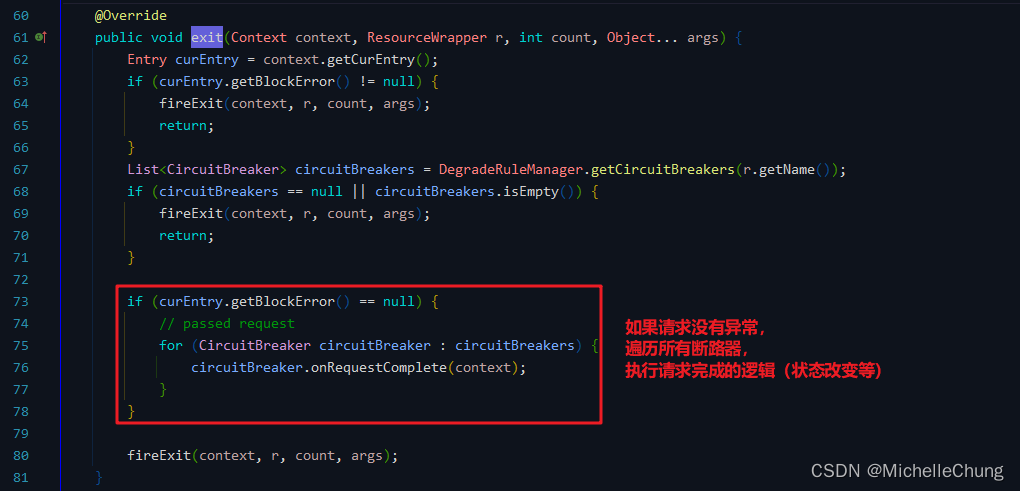 60 @Override
61 public void exit(Context context, ResourceWrapper r, int count, Object... args) {
62 Entry curEntry = context.getCurEntry();
63 if (curEntry.getBlockError() != null) {
64 fireExit(context, r, count, args);
65 return;
66 }
67 List<CircuitBreaker> circuitBreakers = DegradeRuleManager.getCircuitBreakers(r.getName());
68 if (circuitBreakers == null || circuitBreakers.isEmpty()) {
69 fireExit(context, r, count, args);
70 return;
71 }
72
73 if (curEntry.getBlockError() == null) {
74 // passed request
75 for (CircuitBreaker circuitBreaker : circuitBreakers) {
76 circuitBreaker.onRequestComplete(context);
77 }
78 }
79
80 fireExit(context, r, count, args);
81 }
如果请求没有异常，
遍历所有断路器，
执行请求完成的逻辑（状态改变等）
CSDN @MichelleChung